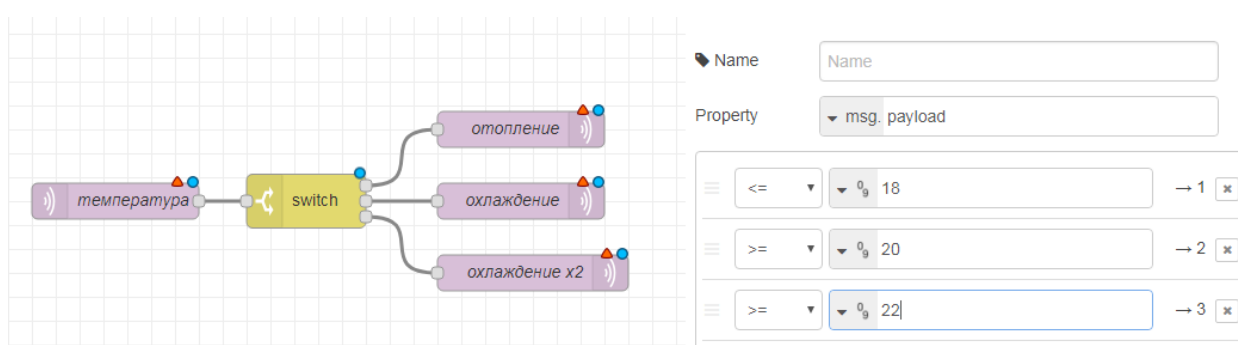 температура
switch
отопление
охлаждение
охлаждение x2
Name
Name
Property
msg. payload
<=
18
→ 1
>=
20
→ 2
>=
22
→ 3